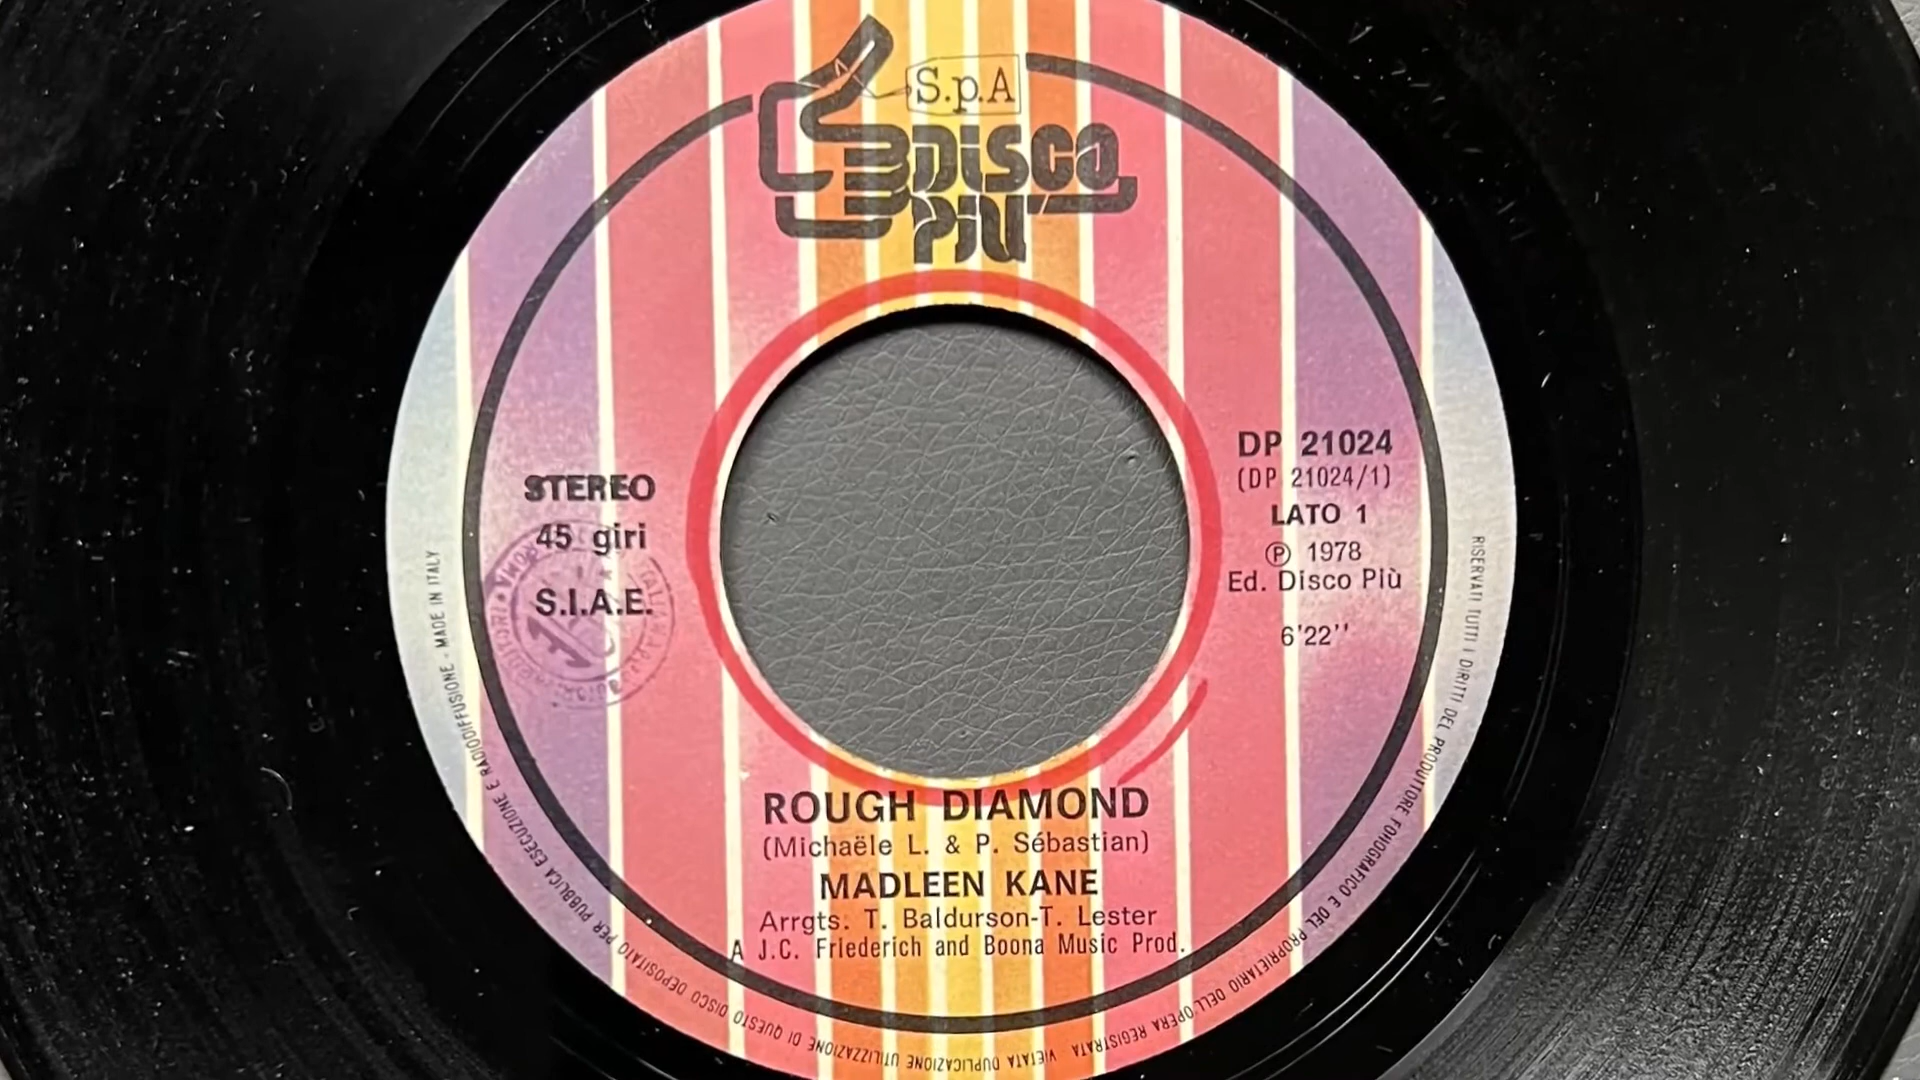 S.p.A
DISCO
PIÙ
STEREO
45 giri
S.I.A.E.
DP 21024
(DP 21024/1)
LATO 1
℗ 1978
Ed. Disco Più
6'22''
ROUGH DIAMOND
(Michaële L. & P. Sébastian)
MADLEEN KANE
Arrgts. T. Baldurson-T. Lester
A J.C. Friederich and Boona Music Prod.
RISERVATI TUTTI I DIRITTI DEL PRODUTTORE FONOGRAFICO E DEL PROPRIETARIO DELL'OPERA REGISTRATA VIETATA DUPLICAZIONE UTILIZZAZIONE DI QUESTO DISCO DEPOSITATO PER PUBBLICA ESECUZIONE E RADIODIFFUSIONE - MADE IN ITALY